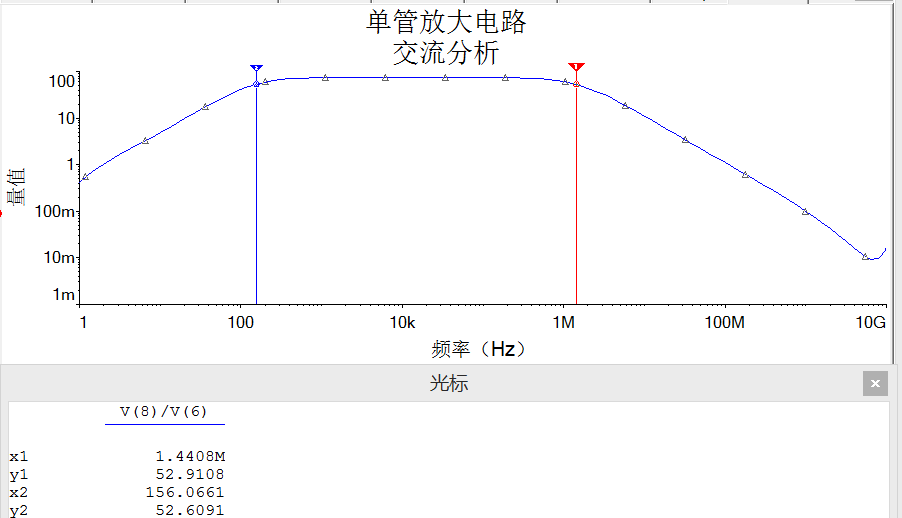 单管放大电路
交流分析
100
10
1
100m
10m
1m
量值
1 100 10k 1M 100M 10G
频率（Hz）
光标
V(8)/V(6)
x1 1.4408M
y1 52.9108
x2 156.0661
y2 52.6091